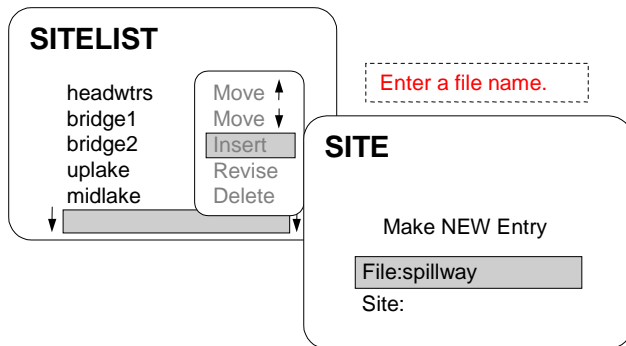 SITELIST
headwtrs
bridge1
bridge2
uplake
midlake
Move
Move
Insert
Revise
Delete
Enter a file name.
SITE
Make NEW Entry
File:spillway
Site: